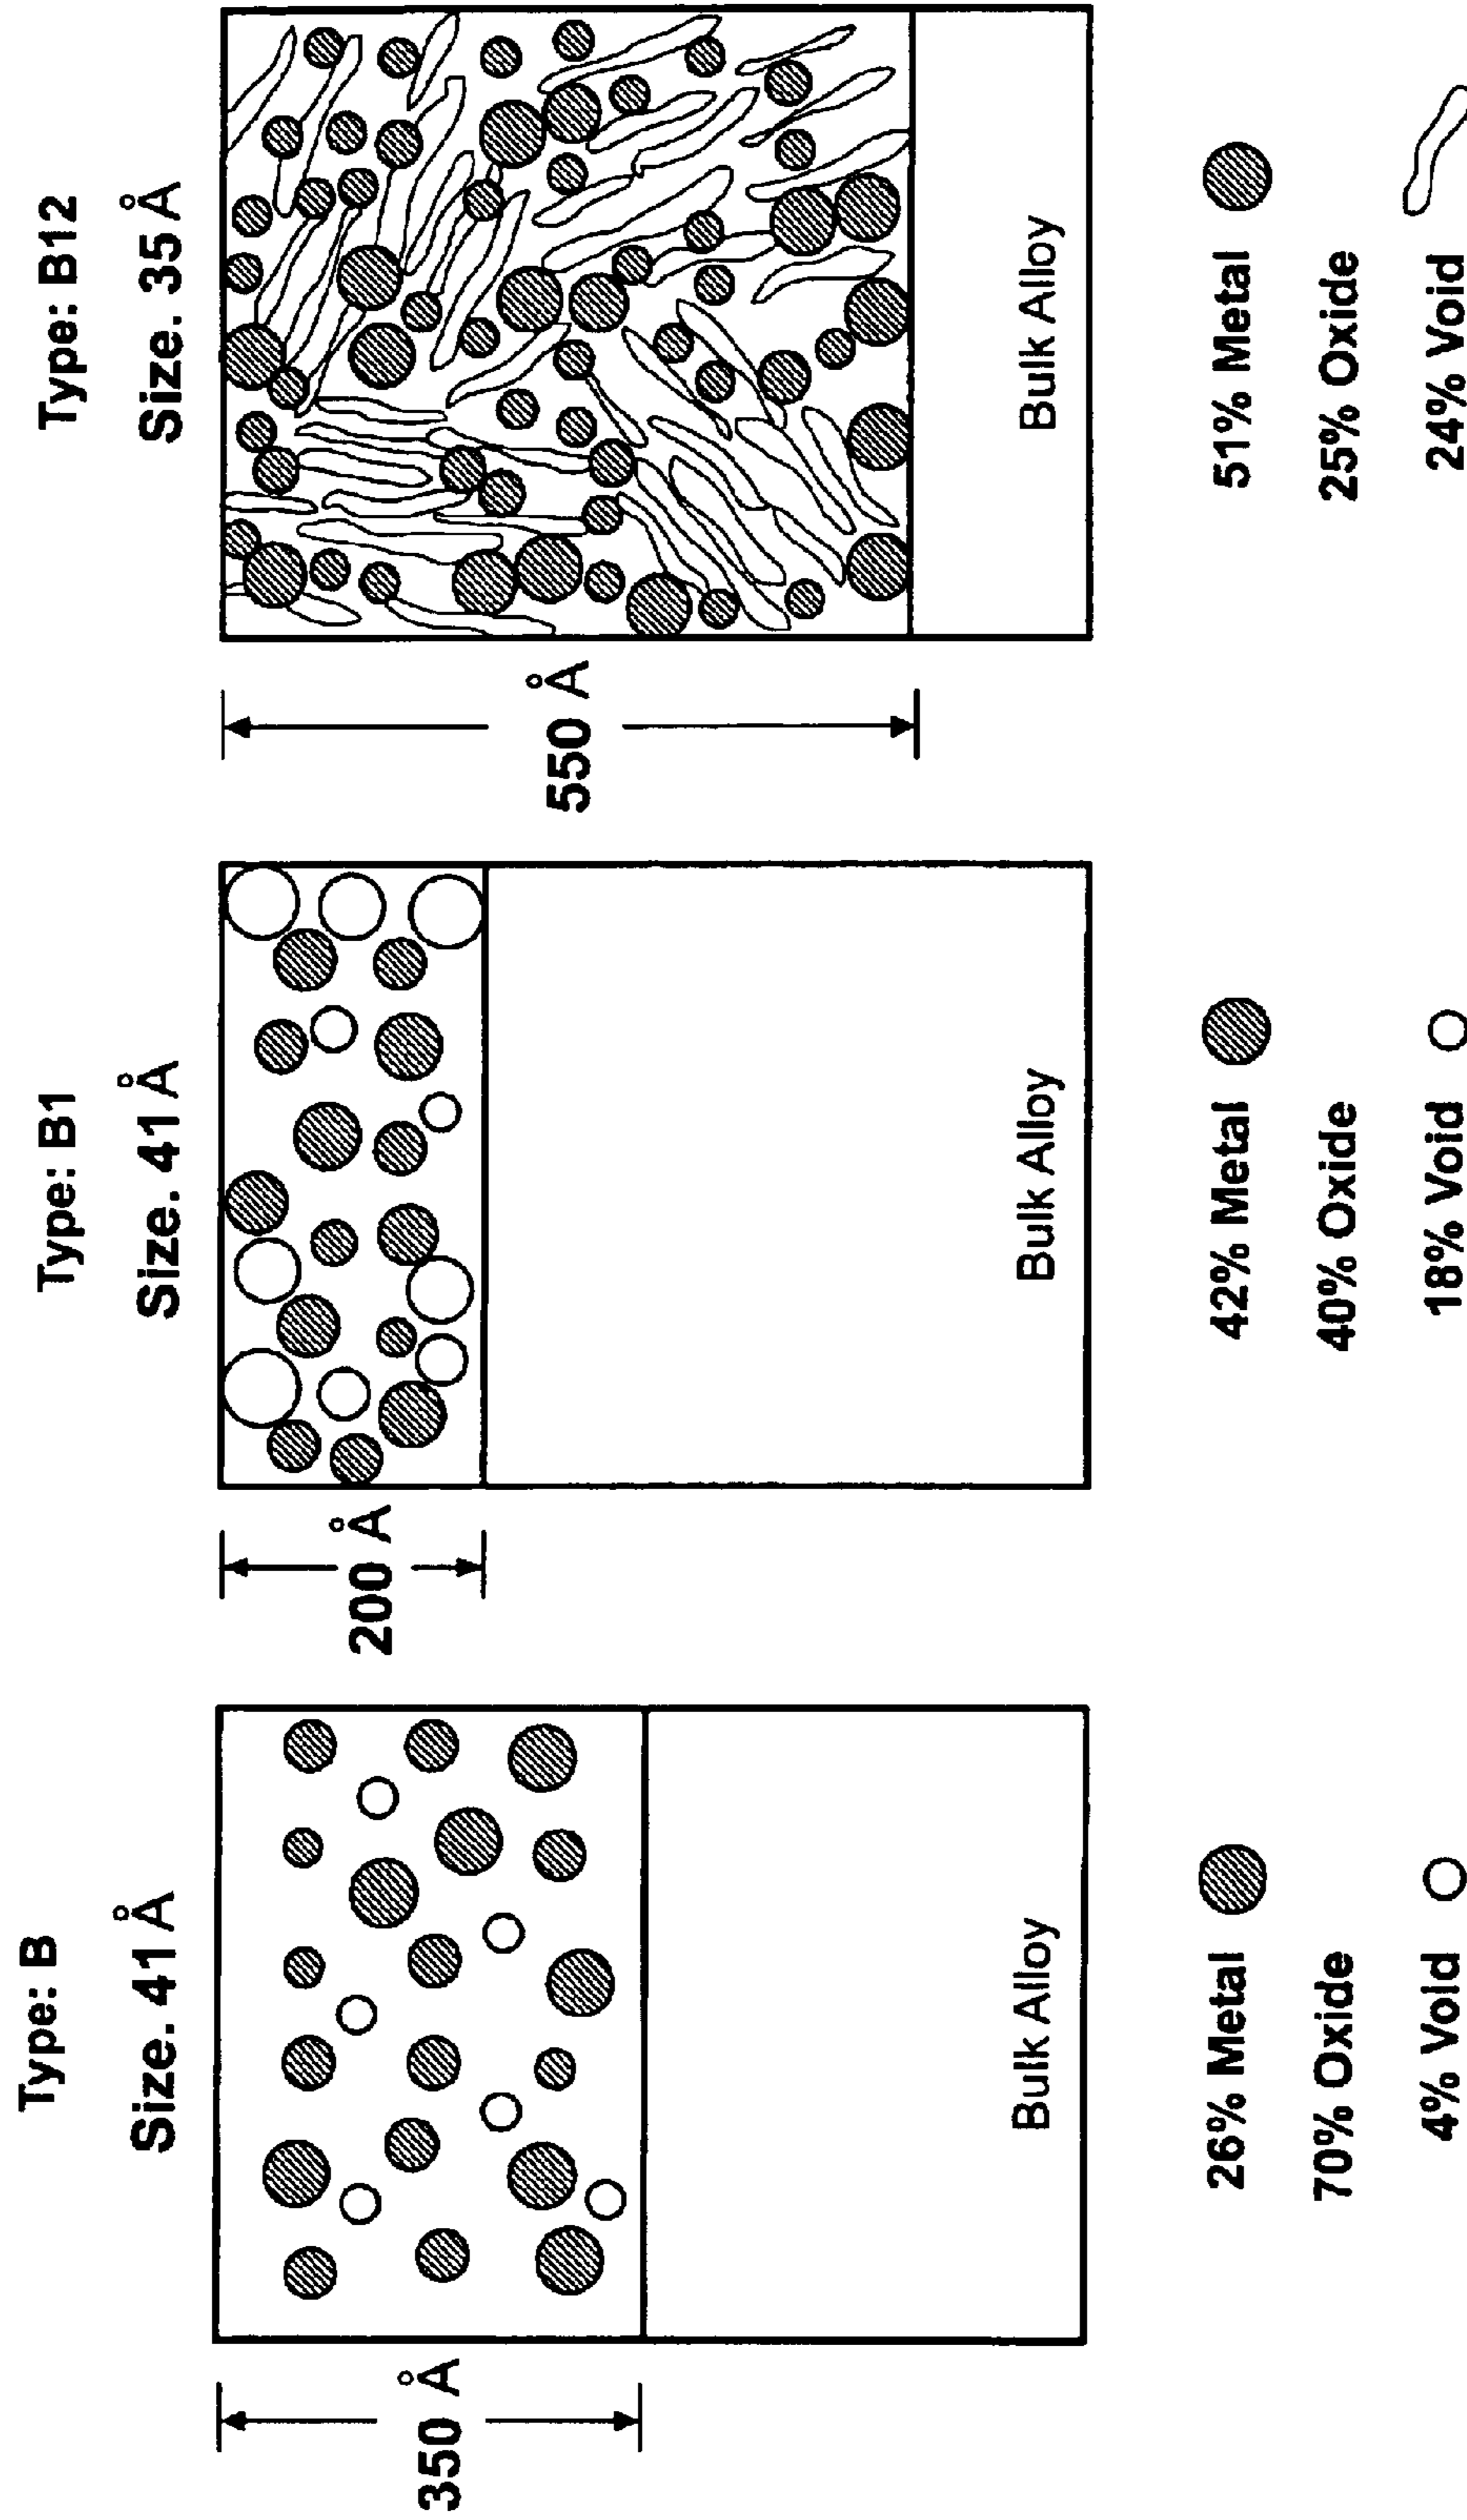 Type: B
Size. 41 Å
350 Å
Bulk Alloy
26% Metal
70% Oxide
4% Void
Type: B1
Size. 41 Å
200 Å
Bulk Alloy
42% Metal
40% Oxide
18% Void
Type: B12
Size. 35 Å
550 Å
Bulk Alloy
51% Metal
25% Oxide
24% Void